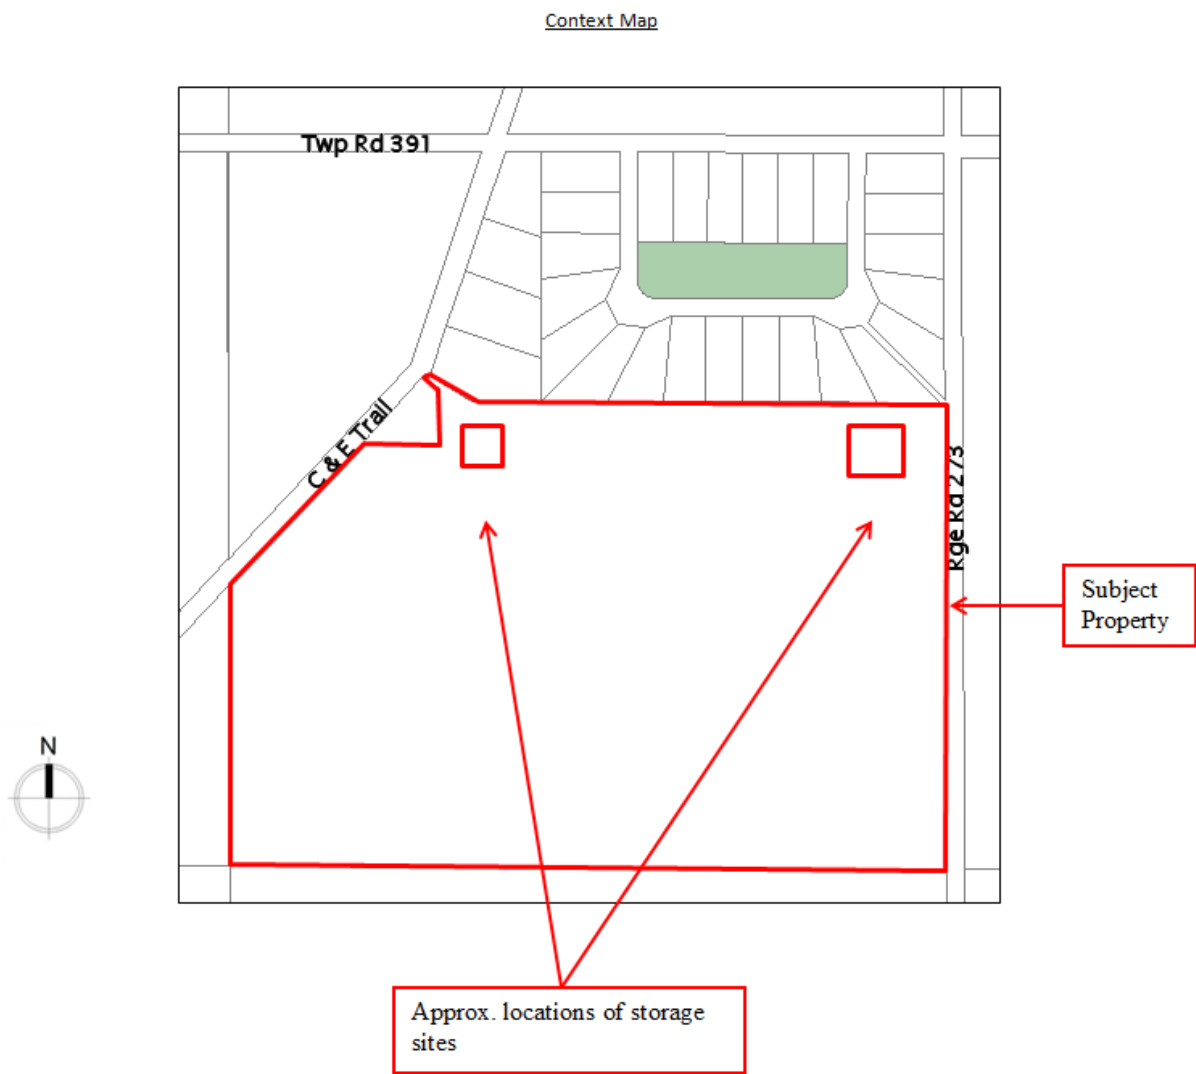 Context Map
Twp Rd 391
C & E Trail
Rge Rd 273
Subject
Property
N
Approx. locations of storage
sites